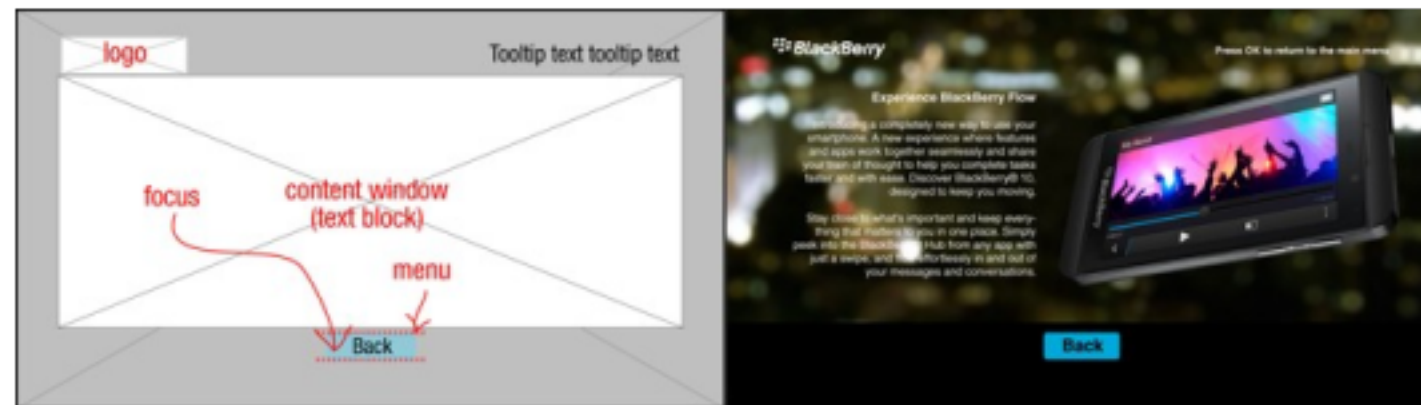 logo
Tooltip text tooltip text
focus
content window
(text block)
menu
Back
BlackBerry
Press OK to return to the main menu
Experience BlackBerry Flow
a completely new way to use your
smartphone. A new experience where features
and apps work together seamlessly and share
your train of thought to help you complete tasks
faster and with ease. Discover BlackBerry® 10,
designed to keep you moving.
Stay close to what's important and keep every-
thing that matters to you in one place. Simply
peek into the BlackBerry Hub from any app with
just a swipe, and effortlessly in and out of
your messages and conversations.
Back